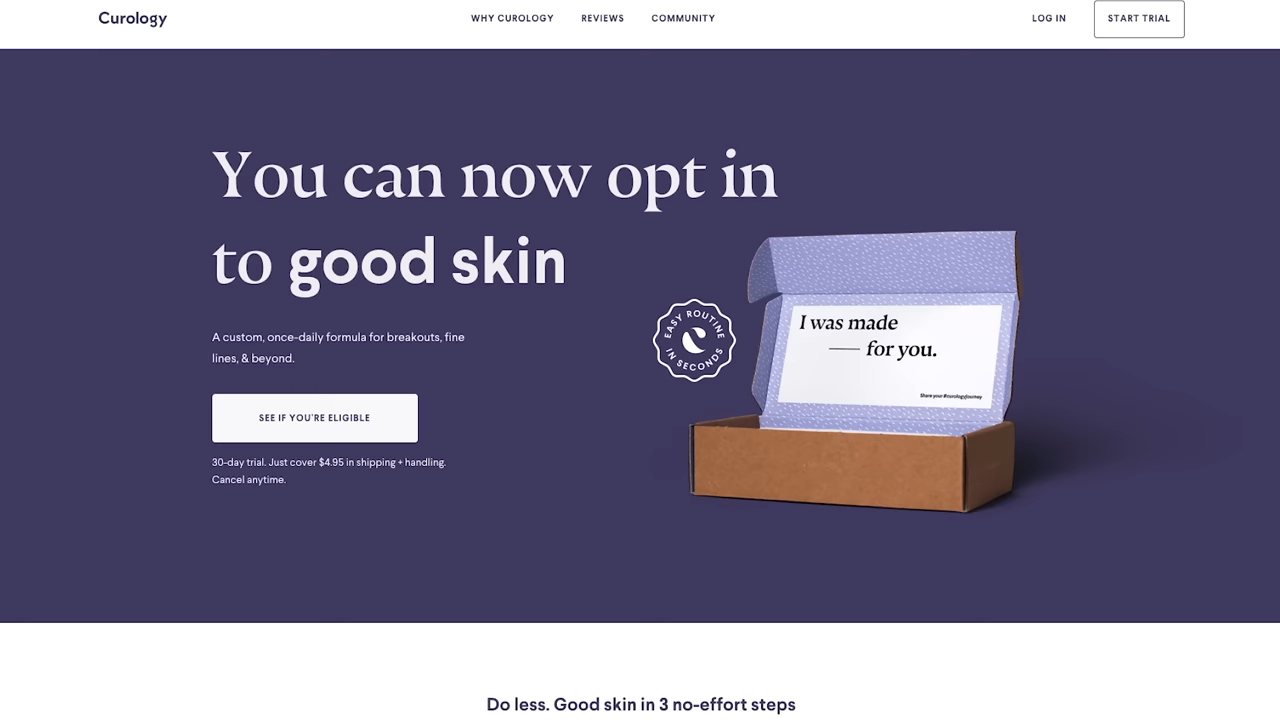 Curology
WHY CUROLOGY
REVIEWS
COMMUNITY
LOG IN
START TRIAL
You can now opt in
to good skin
A custom, once-daily formula for breakouts, fine
lines, & beyond.
SEE IF YOU'RE ELIGIBLE
30-day trial. Just cover $4.95 in shipping + handling.
Cancel anytime.
EASY ROUTINE
IN SECONDS
I was made
— for you.
Share your #curologyjourney
Do less. Good skin in 3 no-effort steps